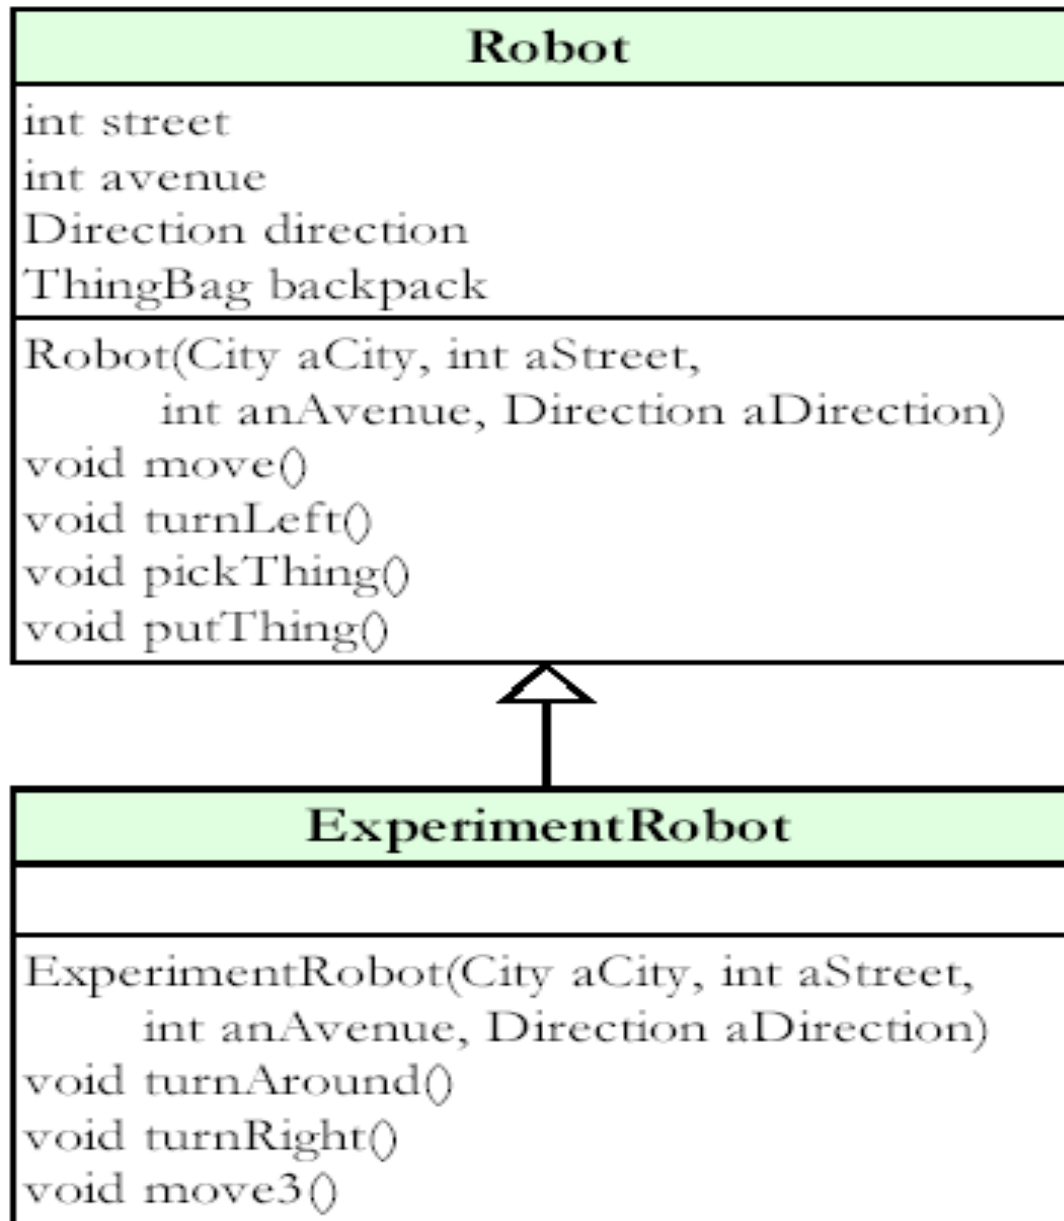 Robot
int street
int avenue
Direction direction
ThingBag backpack
Robot(City aCity, int aStreet,
int anAvenue, Direction aDirection)
void move()
void turnLeft()
void pickThing()
void putThing()
ExperimentRobot
ExperimentRobot(City aCity, int aStreet,
int anAvenue, Direction aDirection)
void turnAround()
void turnRight()
void move3()